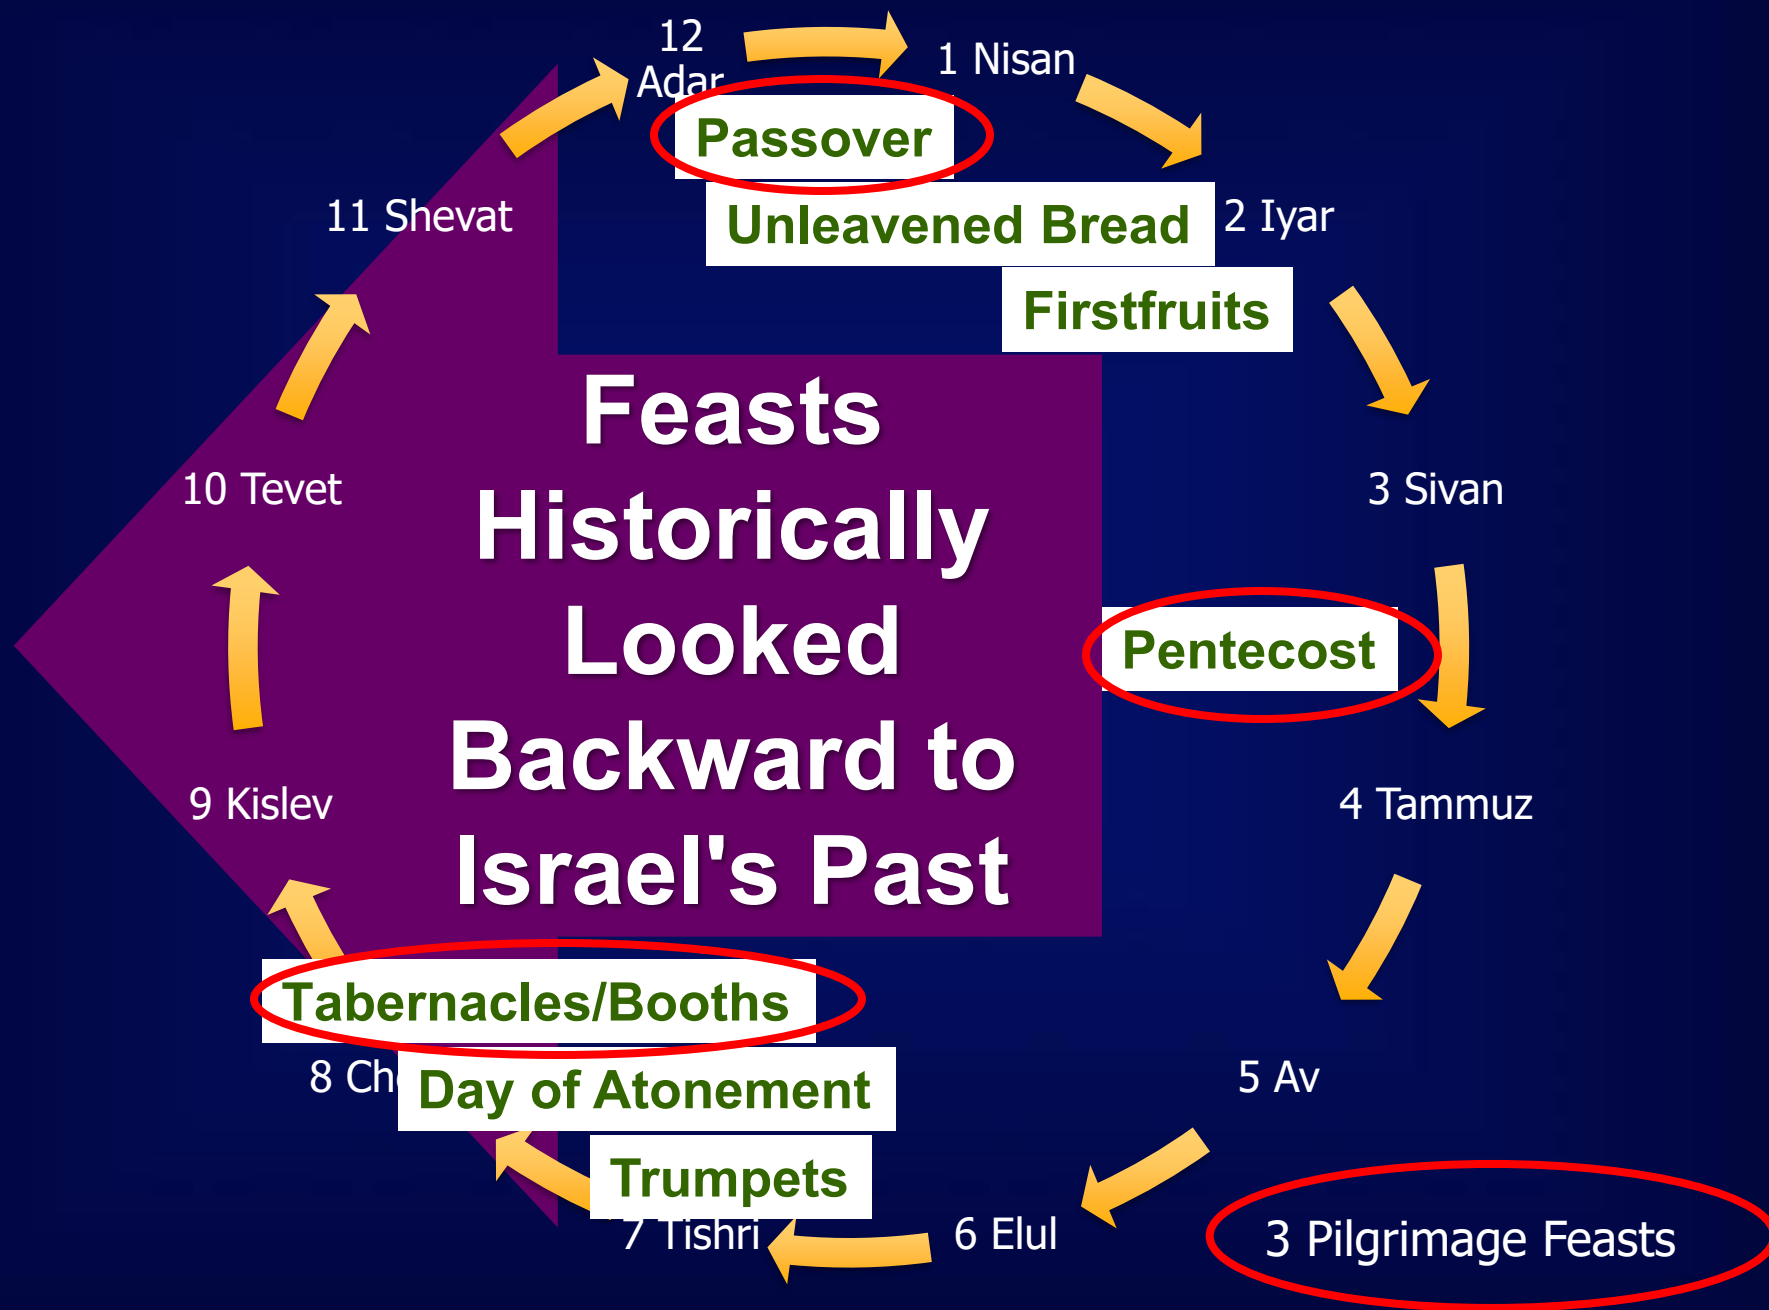 12
Adar
1 Nisan
Passover
11 Shevat
Unleavened Bread
2 Iyar
Firstfruits
Feasts
Historically
Looked
Backward to
Israel's Past
10 Tevet
3 Sivan
Pentecost
9 Kislev
4 Tammuz
Tabernacles/Booths
8
Day of Atonement
5 Av
Trumpets
7 Tishri
6 Elul
3 Pilgrimage Feasts